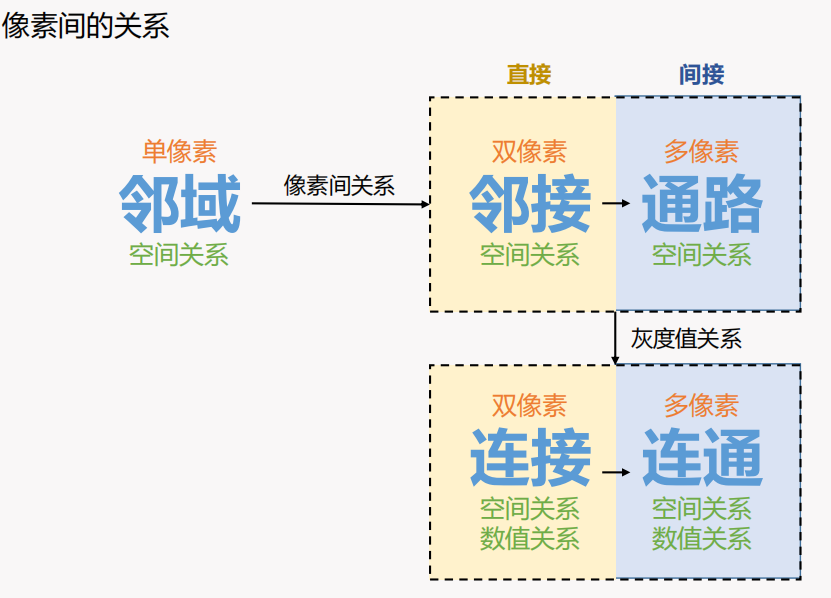 像素间的关系
直接
间接
单像素
邻域
空间关系
像素间关系
双像素
邻接
空间关系
多像素
通路
空间关系
灰度值关系
双像素
连接
空间关系
数值关系
多像素
连通
空间关系
数值关系